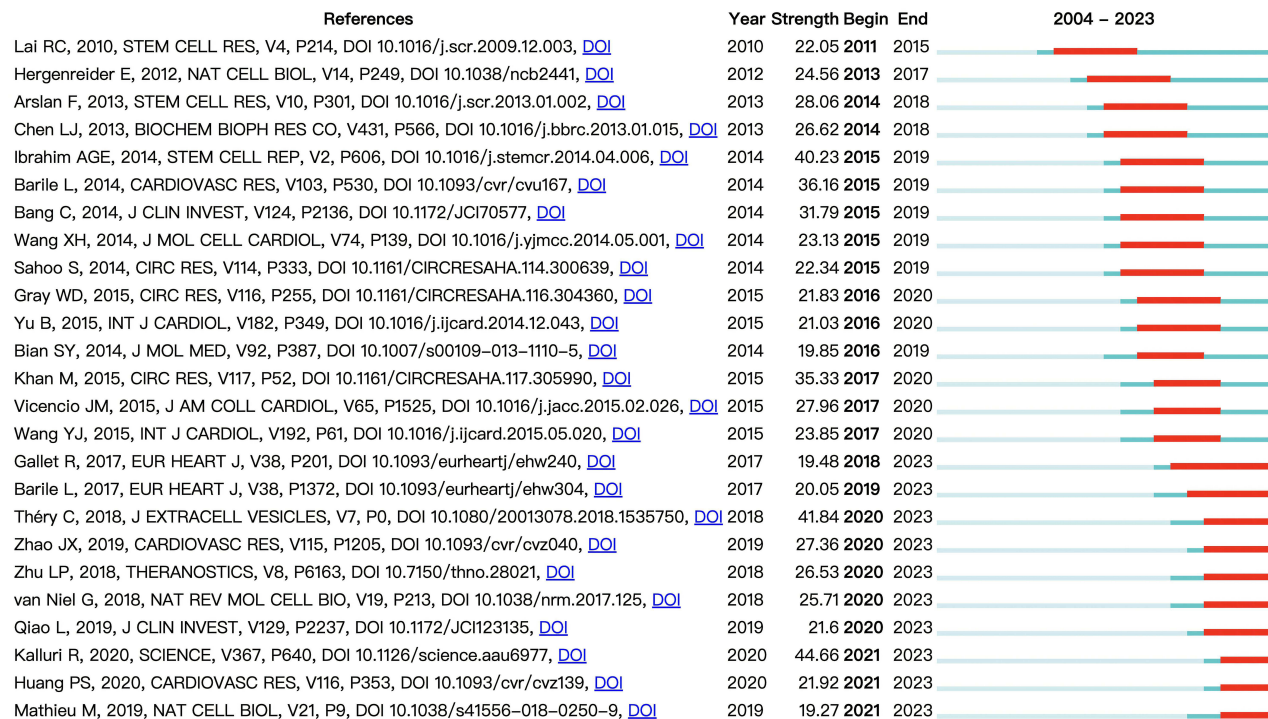 References Year Strength Begin End 2004 – 2023
Lai RC, 2010, STEM CELL RES, V4, P214, DOI 10.1016/j.scr.2009.12.003, DOI 2010 22.05 2011 2015
Hergenreider E, 2012, NAT CELL BIOL, V14, P249, DOI 10.1038/ncb2441, DOI 2012 24.56 2013 2017
Arslan F, 2013, STEM CELL RES, V10, P301, DOI 10.1016/j.scr.2013.01.002, DOI 2013 28.06 2014 2018
Chen LJ, 2013, BIOCHEM BIOPH RES CO, V431, P566, DOI 10.1016/j.bbrc.2013.01.015, DOI 2013 26.62 2014 2018
Ibrahim AGE, 2014, STEM CELL REP, V2, P606, DOI 10.1016/j.stemcr.2014.04.006, DOI 2014 40.23 2015 2019
Barile L, 2014, CARDIOVASC RES, V103, P530, DOI 10.1093/cvr/cvu167, DOI 2014 36.16 2015 2019
Bang C, 2014, J CLIN INVEST, V124, P2136, DOI 10.1172/JCI70577, DOI 2014 31.79 2015 2019
Wang XH, 2014, J MOL CELL CARDIOL, V74, P139, DOI 10.1016/j.yjmcc.2014.05.001, DOI 2014 23.13 2015 2019
Sahoo S, 2014, CIRC RES, V114, P333, DOI 10.1161/CIRCRESAHA.114.300639, DOI 2014 22.34 2015 2019
Gray WD, 2015, CIRC RES, V116, P255, DOI 10.1161/CIRCRESAHA.116.304360, DOI 2015 21.83 2016 2020
Yu B, 2015, INT J CARDIOL, V182, P349, DOI 10.1016/j.ijcard.2014.12.043, DOI 2015 21.03 2016 2020
Bian SY, 2014, J MOL MED, V92, P387, DOI 10.1007/s00109–013–1110–5, DOI 2014 19.85 2016 2019
Khan M, 2015, CIRC RES, V117, P52, DOI 10.1161/CIRCRESAHA.117.305990, DOI 2015 35.33 2017 2020
Vicencio JM, 2015, J AM COLL CARDIOL, V65, P1525, DOI 10.1016/j.jacc.2015.02.026, DOI 2015 27.96 2017 2020
Wang YJ, 2015, INT J CARDIOL, V192, P61, DOI 10.1016/j.ijcard.2015.05.020, DOI 2015 23.85 2017 2020
Gallet R, 2017, EUR HEART J, V38, P201, DOI 10.1093/eurheartj/ehw240, DOI 2017 19.48 2018 2023
Barile L, 2017, EUR HEART J, V38, P1372, DOI 10.1093/eurheartj/ehw304, DOI 2017 20.05 2019 2023
Théry C, 2018, J EXTRACELL VESICLES, V7, P0, DOI 10.1080/20013078.2018.1535750, DOI 2018 41.84 2020 2023
Zhao JX, 2019, CARDIOVASC RES, V115, P1205, DOI 10.1093/cvr/cvz040, DOI 2019 27.36 2020 2023
Zhu LP, 2018, THERANOSTICS, V8, P6163, DOI 10.7150/thno.28021, DOI 2018 26.53 2020 2023
van Niel G, 2018, NAT REV MOL CELL BIO, V19, P213, DOI 10.1038/nrm.2017.125, DOI 2018 25.71 2020 2023
Qiao L, 2019, J CLIN INVEST, V129, P2237, DOI 10.1172/JCI123135, DOI 2019 21.6 2020 2023
Kalluri R, 2020, SCIENCE, V367, P640, DOI 10.1126/science.aau6977, DOI 2020 44.66 2021 2023
Huang PS, 2020, CARDIOVASC RES, V116, P353, DOI 10.1093/cvr/cvz139, DOI 2020 21.92 2021 2023
Mathieu M, 2019, NAT CELL BIOL, V21, P9, DOI 10.1038/s41556–018–0250–9, DOI 2019 19.27 2021 2023